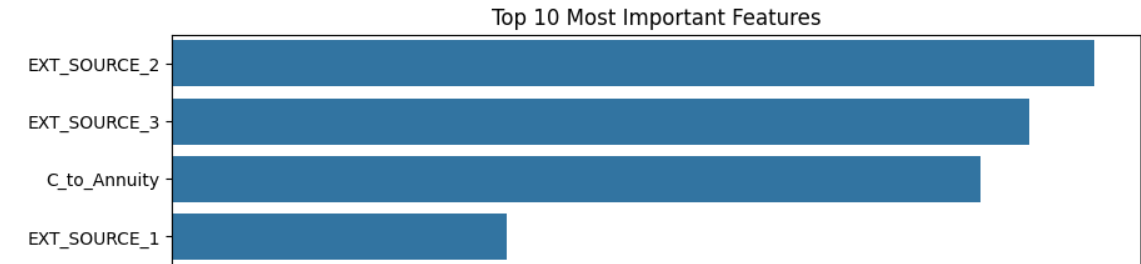 Top 10 Most Important Features
EXT_SOURCE_2
EXT_SOURCE_3
C_to_Annuity
EXT_SOURCE_1